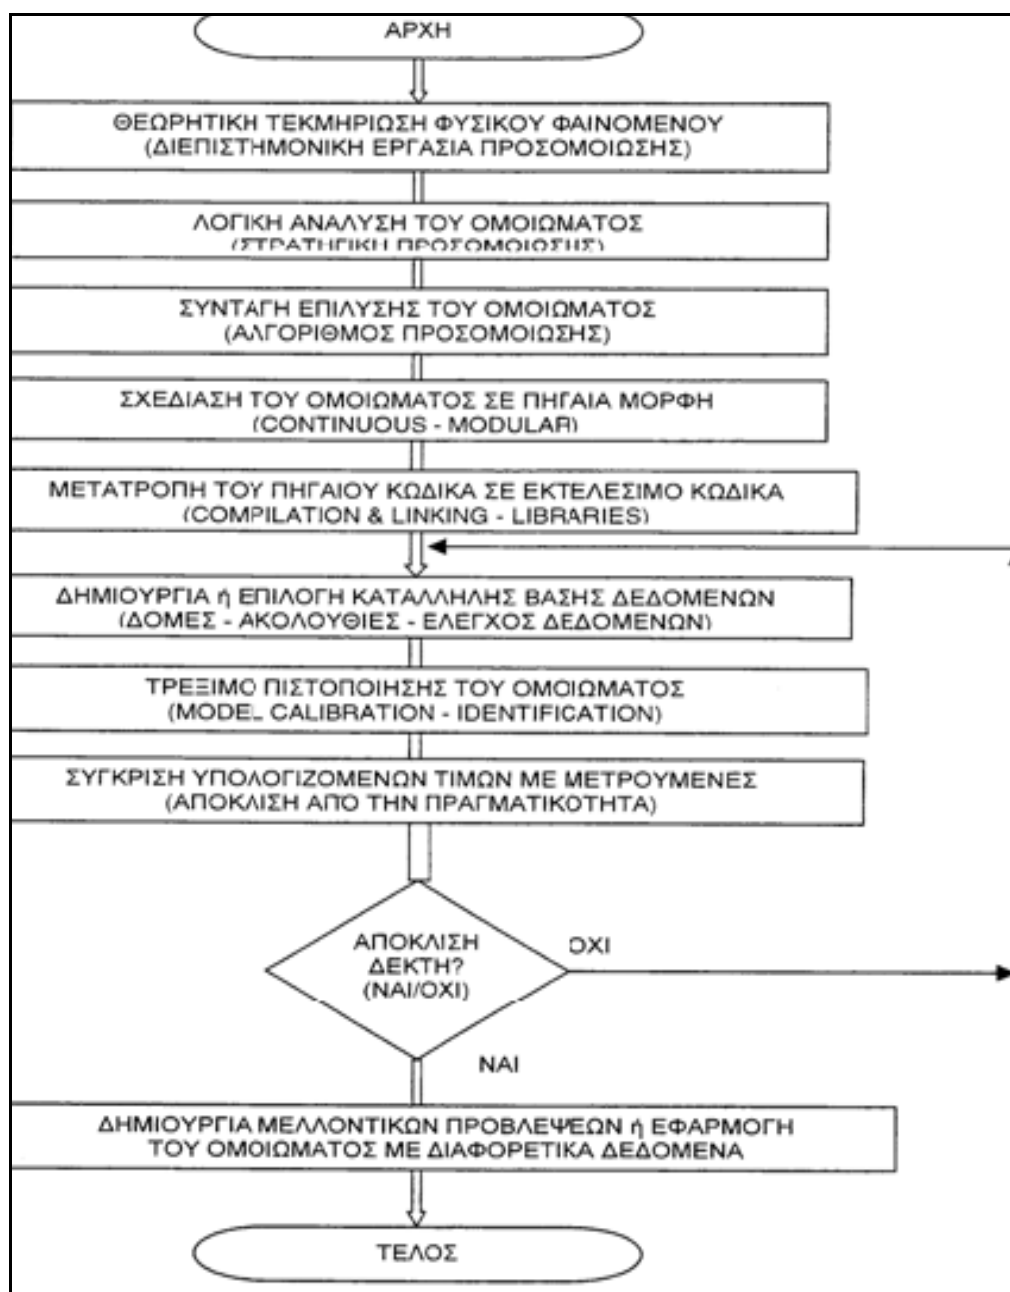 ΑΡΧΗ
ΘΕΩΡΗΤΙΚΗ ΤΕΚΜΗΡΙΩΣΗ ΦΥΣΙΚΟΥ ΦΑΙΝΟΜΕΝΟΥ
(ΔΙΕΠΙΣΤΗΜΟΝΙΚΗ ΕΡΓΑΣΙΑ ΠΡΟΣΟΜΟΙΩΣΗΣ)
ΛΟΓΙΚΗ ΑΝΑΛΥΣΗ ΤΟΥ ΟΜΟΙΩΜΑΤΟΣ
(ΣΤΡΑΤΗΓΙΚΗ ΠΡΟΣΟΜΟΙΩΣΗΣ)
ΣΥΝΤΑΓΗ ΕΠΙΛΥΣΗΣ ΤΟΥ ΟΜΟΙΩΜΑΤΟΣ
(ΑΛΓΟΡΙΘΜΟΣ ΠΡΟΣΟΜΟΙΩΣΗΣ)
ΣΧΕΔΙΑΣΗ ΤΟΥ ΟΜΟΙΩΜΑΤΟΣ ΣΕ ΠΗΓΑΙΑ ΜΟΡΦΗ
(CONTINUOUS - MODULAR)
ΜΕΤΑΤΡΟΠΗ ΤΟΥ ΠΗΓΑΙΟΥ ΚΩΔΙΚΑ ΣΕ ΕΚΤΕΛΕΣΙΜΟ ΚΩΔΙΚΑ
(COMPILATION & LINKING - LIBRARIES)
ΔΗΜΙΟΥΡΓΙΑ ή ΕΠΙΛΟΓΗ ΚΑΤΑΛΛΗΛΗΣ ΒΑΣΗΣ ΔΕΔΟΜΕΝΩΝ
(ΔΟΜΕΣ - ΑΚΟΛΟΥΘΙΕΣ - ΕΛΕΓΧΟΣ ΔΕΔΟΜΕΝΩΝ)
ΤΡΕΞΙΜΟ ΠΙΣΤΟΠΟΙΗΣΗΣ ΤΟΥ ΟΜΟΙΩΜΑΤΟΣ
(MODEL CALIBRATION - IDENTIFICATION)
ΣΥΓΚΡΙΣΗ ΥΠΟΛΟΓΙΖΟΜΕΝΩΝ ΤΙΜΩΝ ΜΕ ΜΕΤΡΟΥΜΕΝΕΣ
(ΑΠΟΚΛΙΣΗ ΑΠΟ ΤΗΝ ΠΡΑΓΜΑΤΙΚΟΤΗΤΑ)
ΑΠΟΚΛΙΣΗ
ΔΕΚΤΗ?
(ΝΑΙ/ΟΧΙ)
ΟΧΙ
ΝΑΙ
ΔΗΜΙΟΥΡΓΙΑ ΜΕΛΛΟΝΤΙΚΩΝ ΠΡΟΒΛΕΨΕΩΝ ή ΕΦΑΡΜΟΓΗ
ΤΟΥ ΟΜΟΙΩΜΑΤΟΣ ΜΕ ΔΙΑΦΟΡΕΤΙΚΑ ΔΕΔΟΜΕΝΑ
ΤΕΛΟΣ